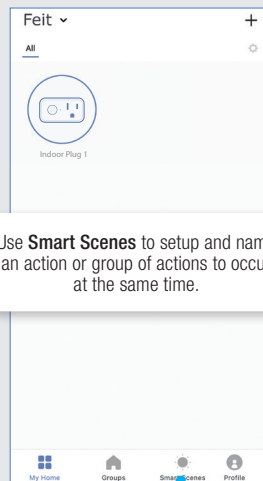 Feit
All
Indoor Plug 1
Use Smart Scenes to setup and nam
an action or group of actions to occu
at the same time.
My Home Groups Smart Scenes Profile